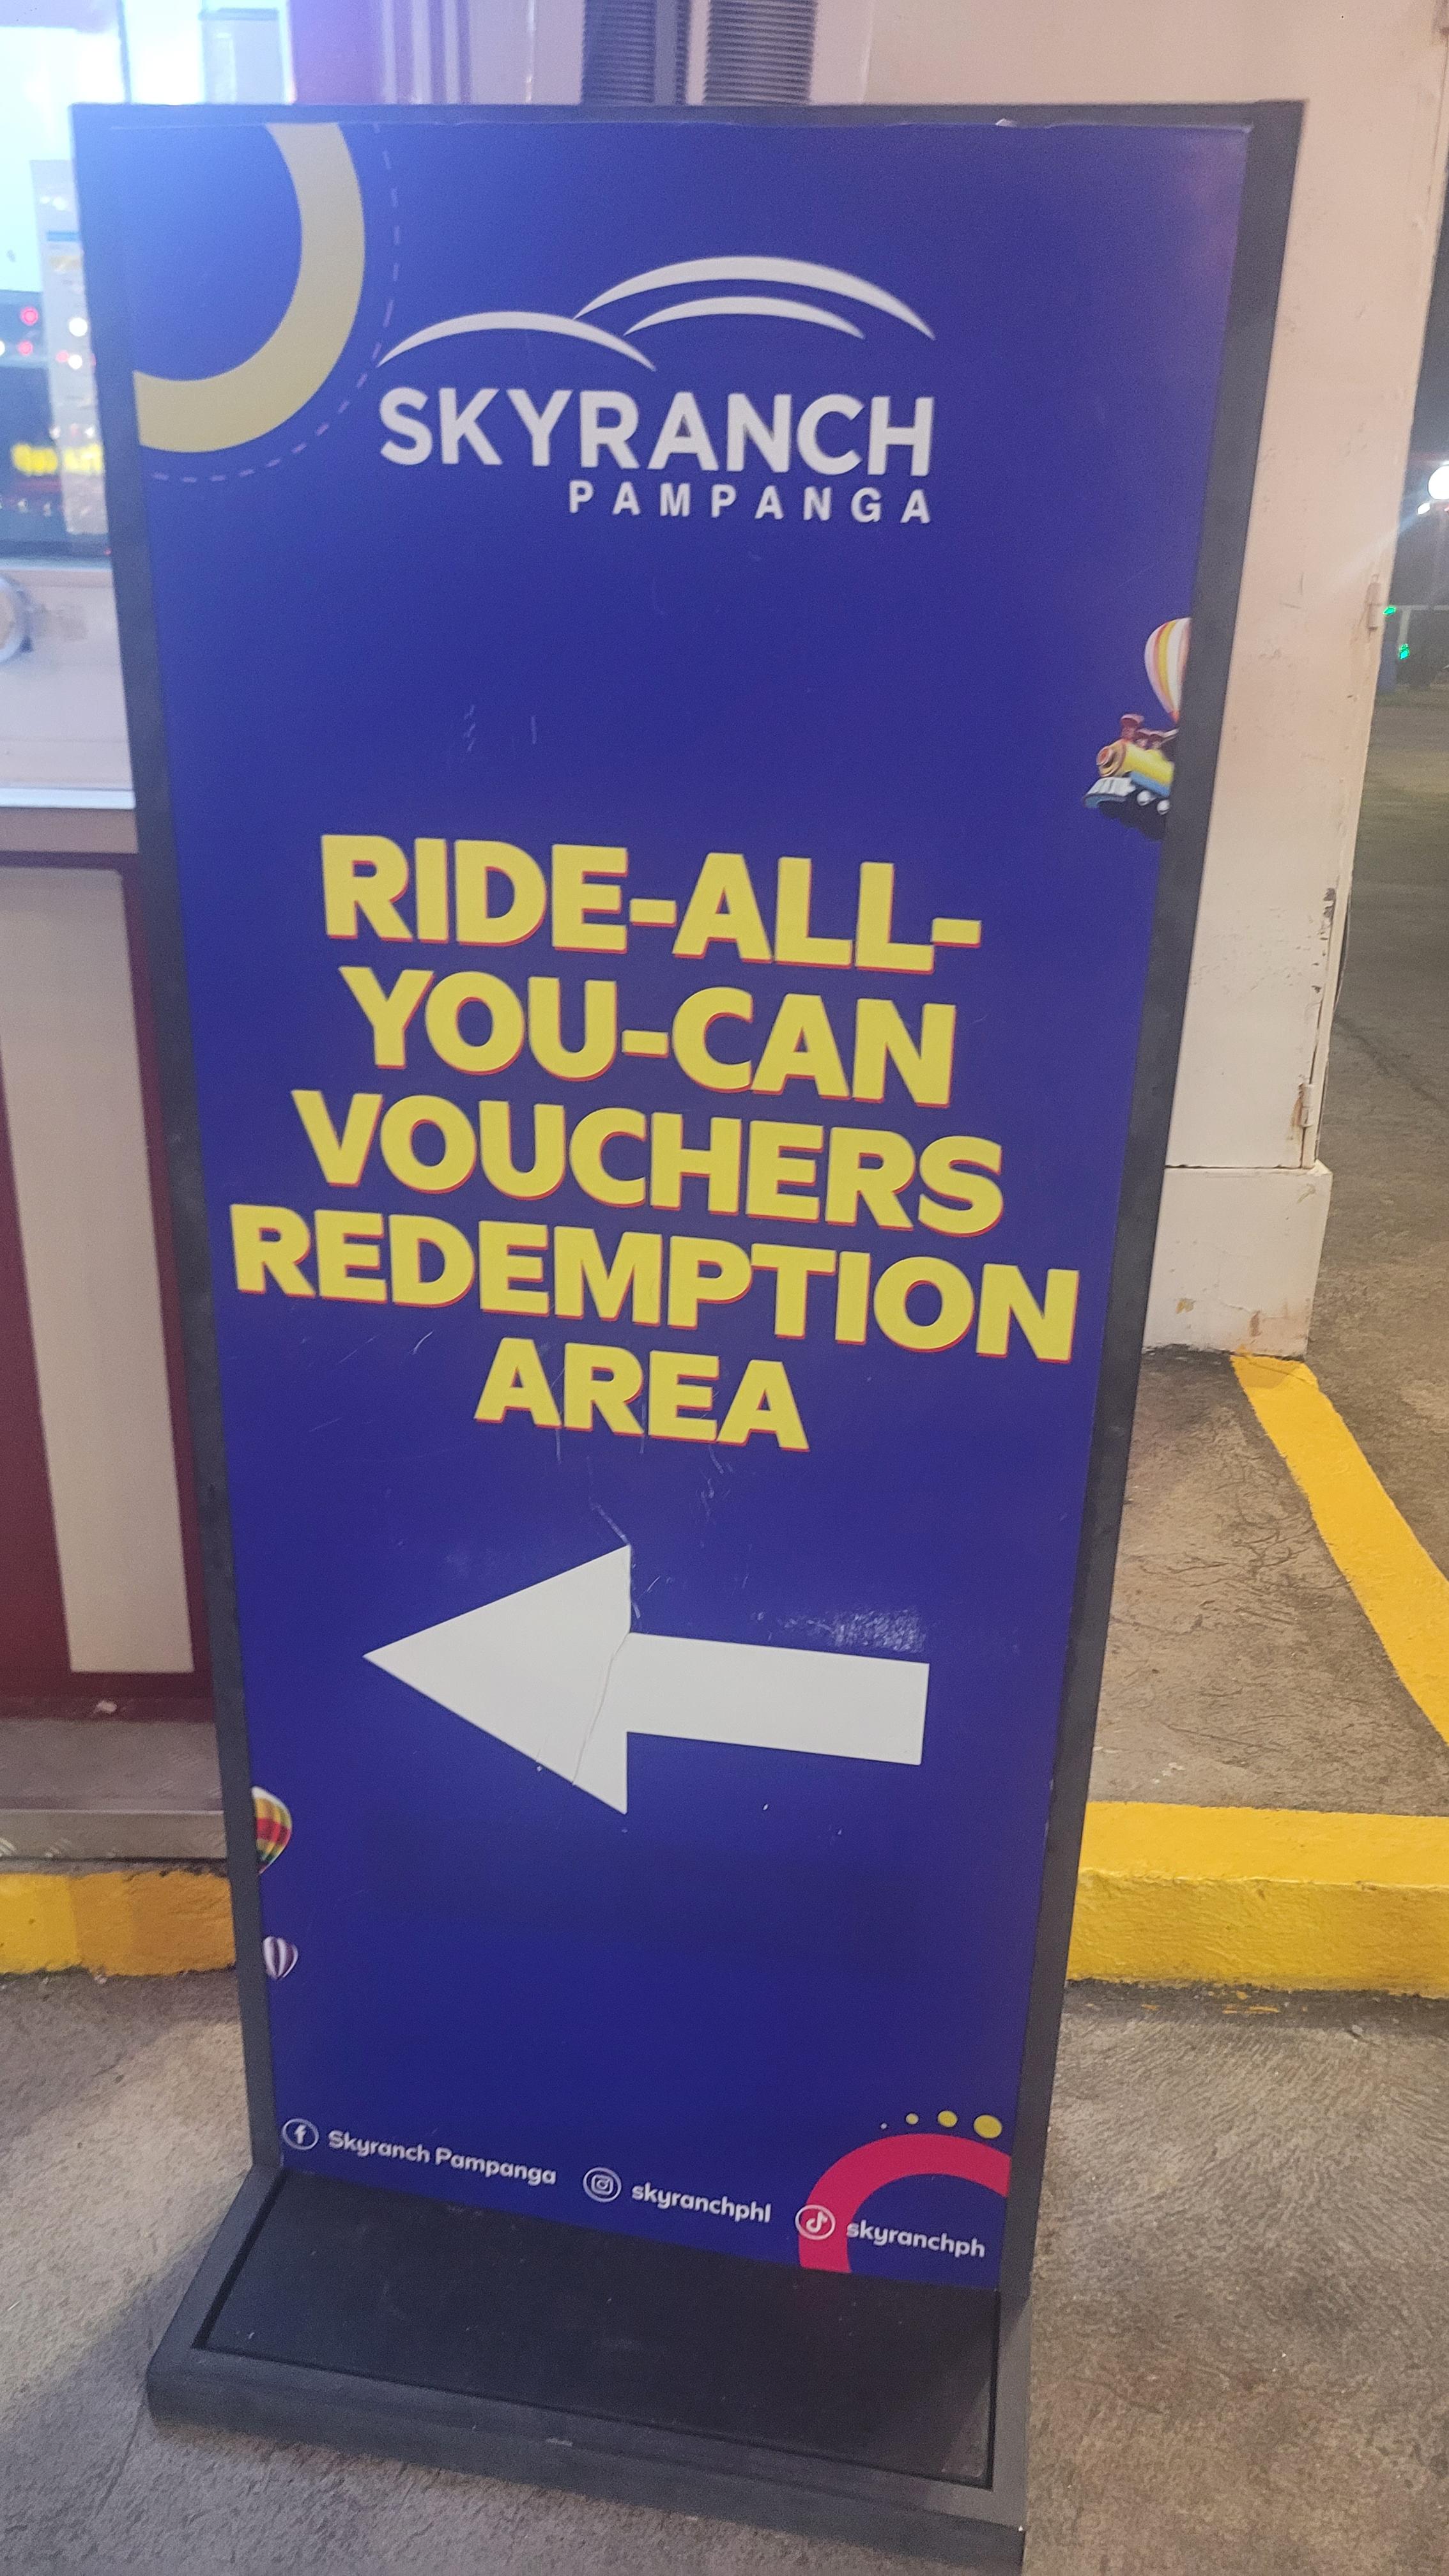 SKYRANCH
PAMPANGA
RIDE-ALL-
YOU-CAN
VOUCHERS
REDEMPTION
AREA
Skyranch Pampanga
skyranchphl
skyranchph